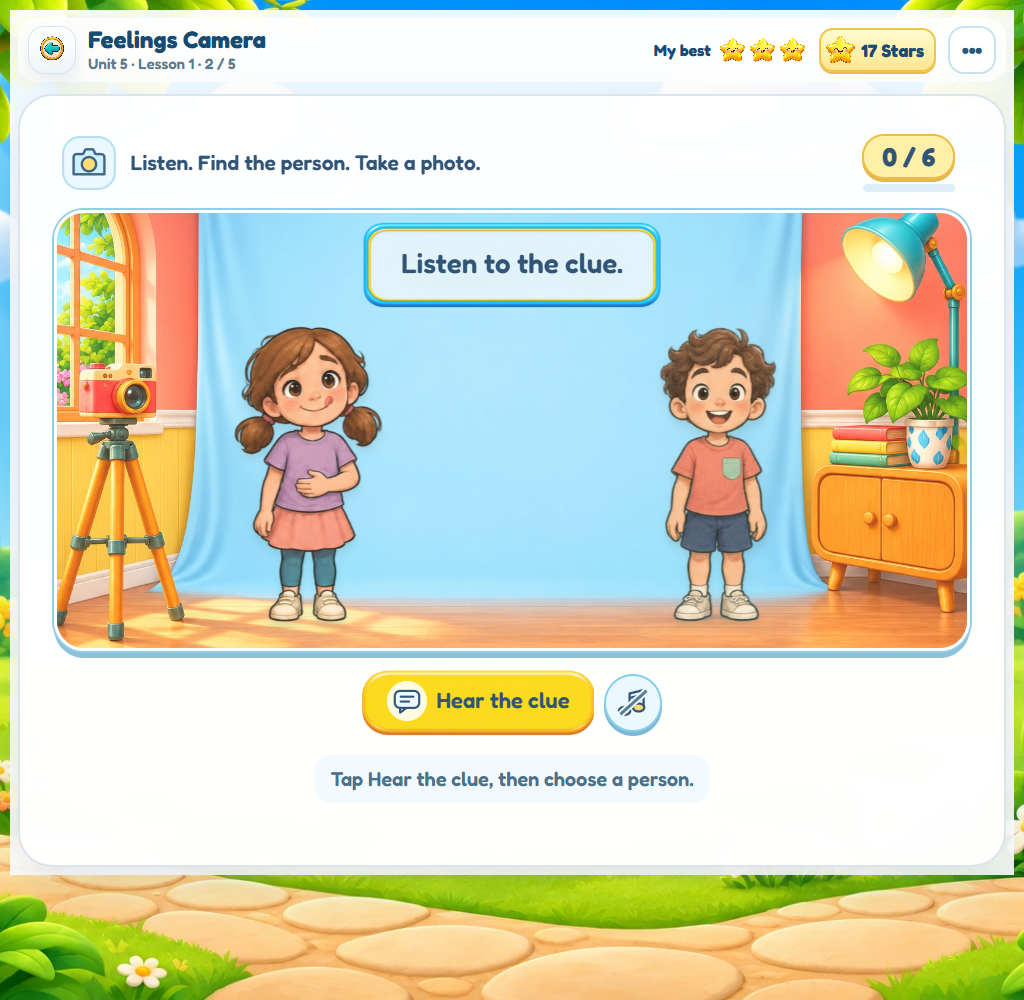 Feelings Camera
Unit 5 · Lesson 1 · 2 / 5
My best
17 Stars
Listen. Find the person. Take a photo.
0 / 6
Listen to the clue.
Hear the clue
Tap Hear the clue, then choose a person.